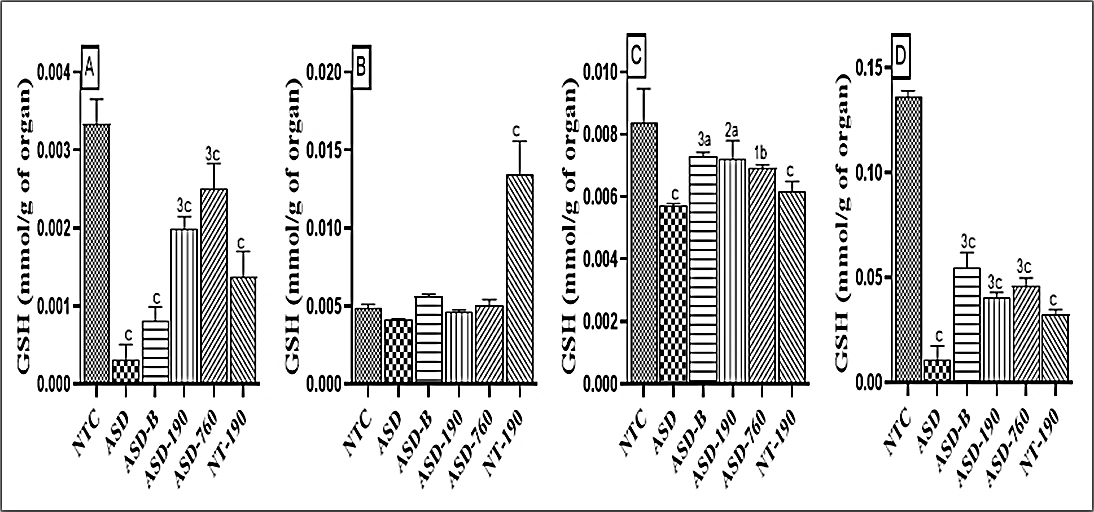 A
GSH (mmol/g of organ)
0.004
0.003
0.002
0.001
0.000
c
c
3c
3c
c
NTC
ASD
ASD-B
ASD-190
ASD-760
NT-190
B
GSH (mmol/g of organ)
0.020
0.015
0.010
0.005
0.000
c
NTC
ASD
ASD-B
ASD-190
ASD-760
NT-190
C
GSH (mmol/g of organ)
0.010
0.008
0.006
0.004
0.002
0.000
c
3a
2a
1b
c
NTC
ASD
ASD-B
ASD-190
ASD-760
NT-190
D
GSH (mmol/g of organ)
0.15
0.10
0.05
0.00
c
3c
3c
3c
c
NTC
ASD
ASD-B
ASD-190
ASD-760
NT-190